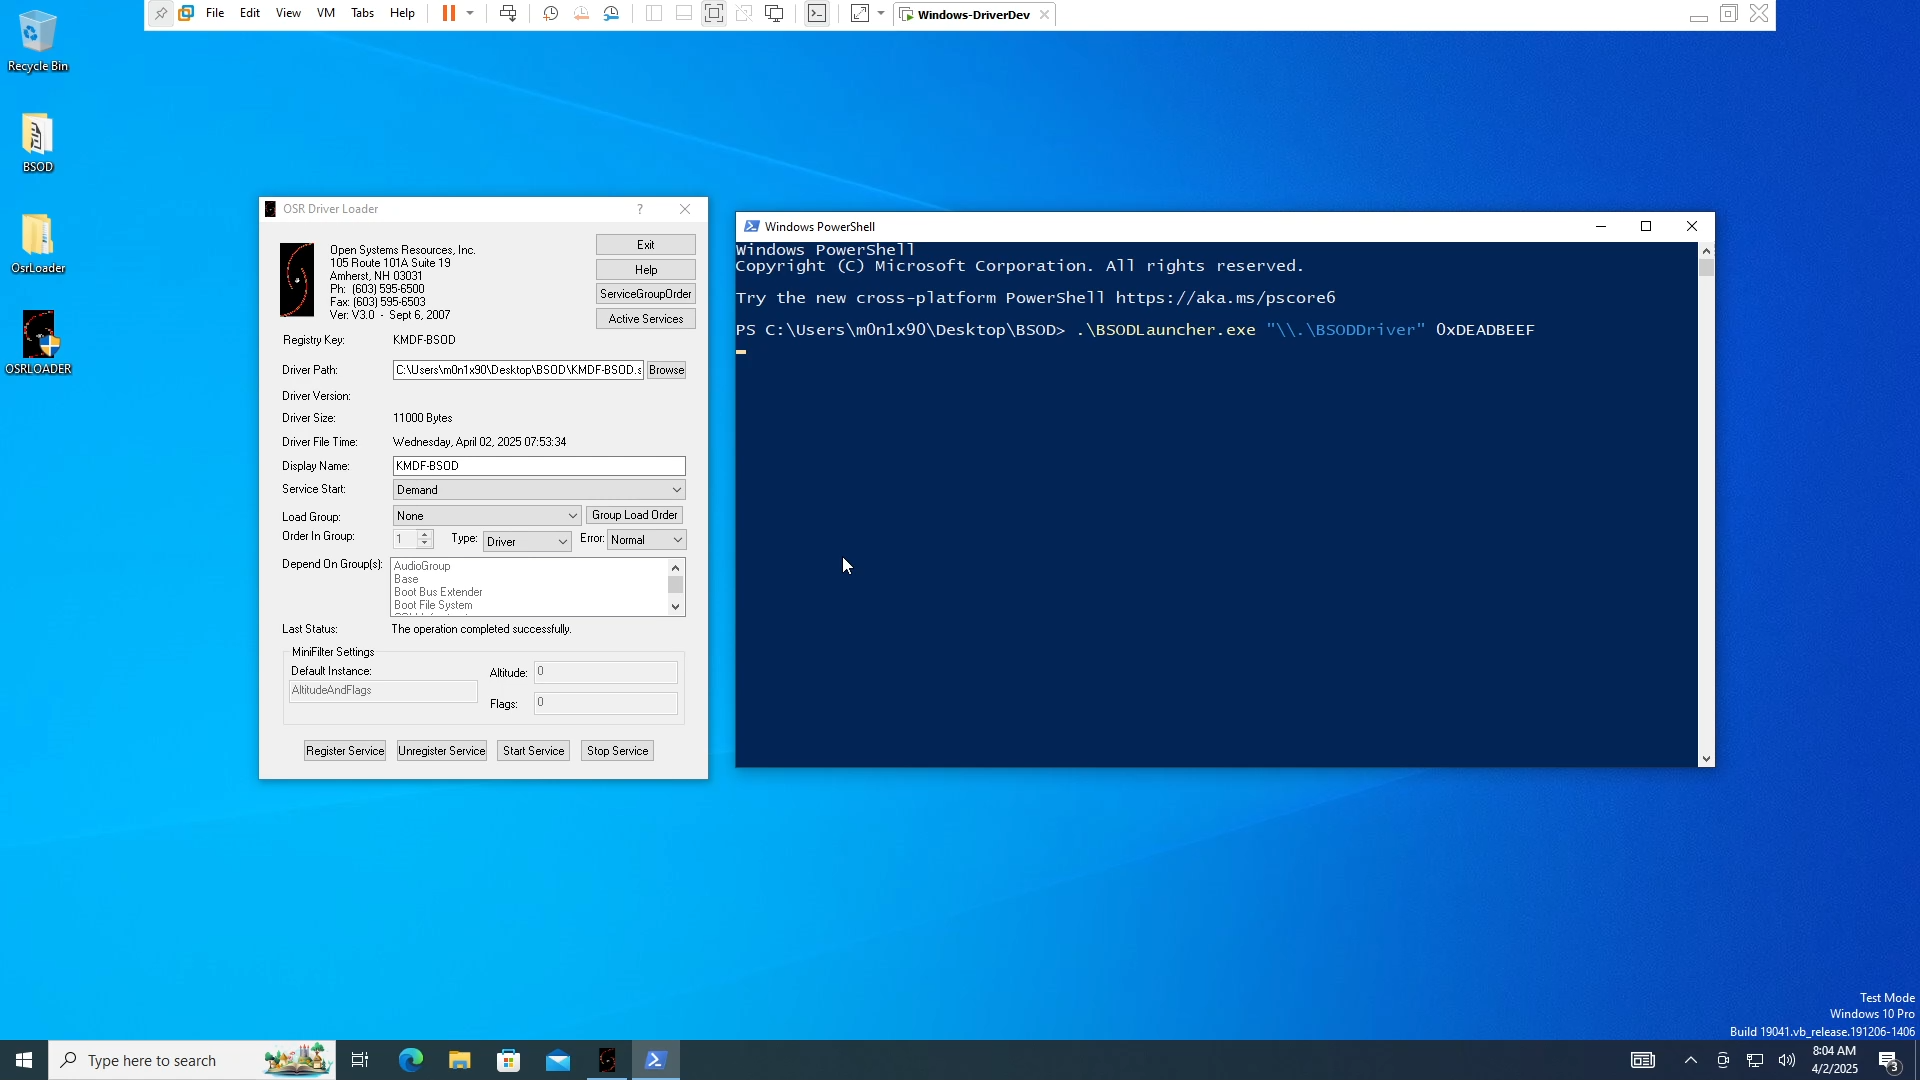 File Edit View VM Tabs Help
Windows-DriverDev
Recycle Bin
BSOD
OsrLoader
OSRLOADER
OSR Driver Loader
?
Open Systems Resources, Inc.
105 Route 101A Suite 19
Amherst, NH 03031
Ph: (603) 595-6500
Fax: (603) 595-6503
Ver: V3.0 - Sept 6, 2007
Exit
Help
ServiceGroupOrder
Active Services
Registry Key: KMDF-BSOD
Driver Path: C:\Users\m0n1x90\Desktop\BSOD\KMDF-BSOD.s Browse
Driver Version:
Driver Size: 11000 Bytes
Driver File Time: Wednesday, April 02, 2025 07:53:34
Display Name: KMDF-BSOD
Service Start: Demand
Load Group: None Group Load Order
Order In Group: 1 Type: Driver Error: Normal
Depend On Group(s): AudioGroup
Base
Boot Bus Extender
Boot File System
Last Status: The operation completed successfully.
MiniFilter Settings
Default Instance: Altitude: 0
AltitudeAndFlags
Flags: 0
Register Service Unregister Service Start Service Stop Service
Windows PowerShell
Windows PowerShell
Copyright (C) Microsoft Corporation. All rights reserved.
Try the new cross-platform PowerShell https://aka.ms/pscore6
PS C:\Users\m0n1x90\Desktop\BSOD> .\BSODLauncher.exe "\\.\BSODDriver" 0xDEADBEEF
Test Mode
Windows 10 Pro
Build 19041.vb_release.191206-1406
Type here to search
8:04 AM
4/2/2025
3